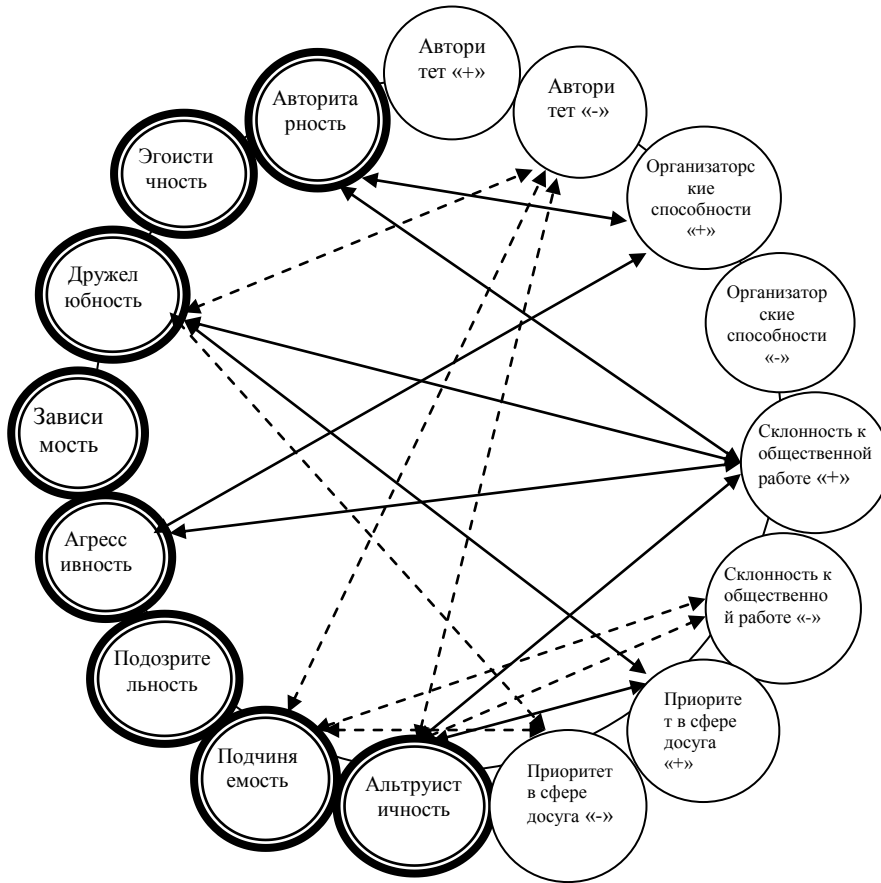 Автори
тет «+»
Автори
тет «-»
Организаторс
кие
способности
«+»
Организатор
ские
способности
«-»
Склонность к
общественной
работе «+»
Склонность к
общественно
й работе «-»
Приорите
т в сфере
досуга
«+»
Приоритет
в сфере
досуга «-»
Альтруист
ичность
Подчиня
емость
Подозрите
льность
Агресс
ивность
Зависи
мость
Дружел
юбность
Эгоисти
чность
Авторита
рность